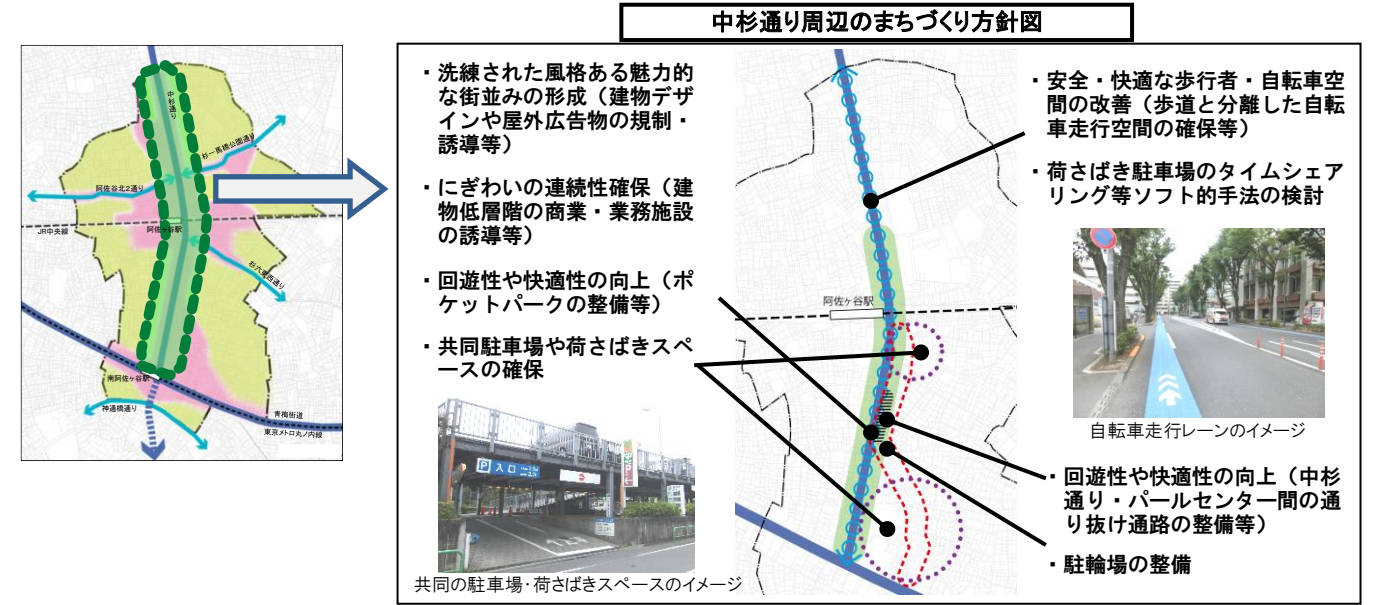 中杉通り周辺のまちづくり方針図
中杉通り
杉一馬橋公園通り
阿佐谷北2通り
JR中央線
阿佐ヶ谷駅
杉六電西通り
南阿佐ヶ谷駅
神通橋通り
青梅街道
東京メトロ丸ノ内線
・洗練された風格ある魅力的
な街並みの形成（建物デザ
インや屋外広告物の規制・
誘導等）
・にぎわいの連続性確保（建
物低層階の商業・業務施設
の誘導等）
・回遊性や快適性の向上（ポ
ケットパークの整備等）
・共同駐車場や荷さばきスペ
ースの確保
P 入口
共同の駐車場・荷さばきスペースのイメージ
阿佐ヶ谷駅
・安全・快適な歩行者・自転車空
間の改善（歩道と分離した自転
車走行空間の確保等）
・荷さばき駐車場のタイムシェア
リング等ソフト的手法の検討
自転車走行レーンのイメージ
・回遊性や快適性の向上（中杉
通り・パールセンター間の通
り抜け通路の整備等）
・駐輪場の整備